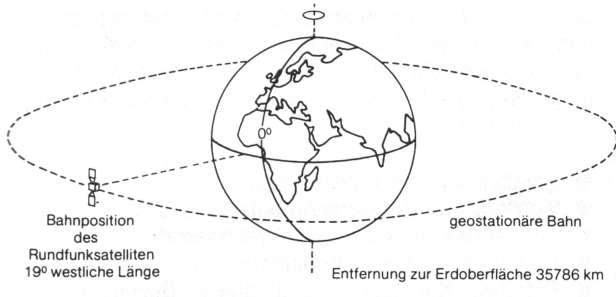 0°
Bahnposition
des
Rundfunksatelliten
19° westliche Länge
geostationäre Bahn
Entfernung zur Erdoberfläche 35786 km